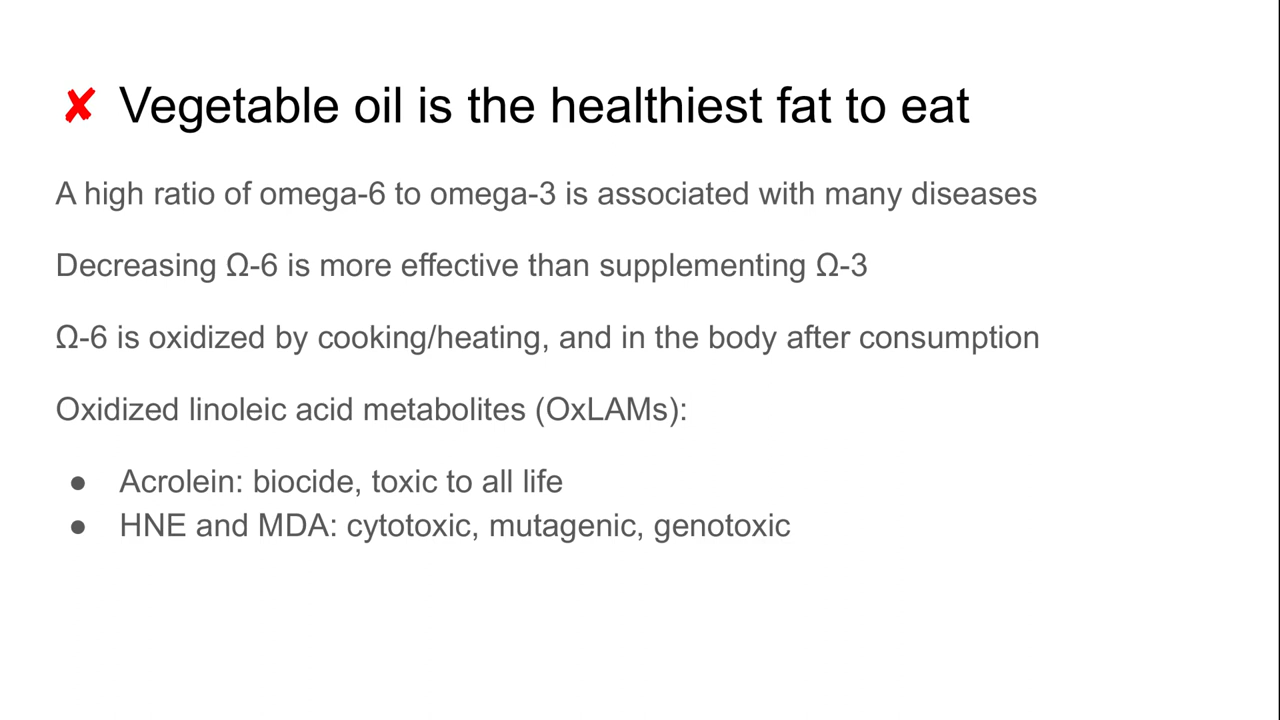 ✘ Vegetable oil is the healthiest fat to eat
A high ratio of omega-6 to omega-3 is associated with many diseases
Decreasing Ω-6 is more effective than supplementing Ω-3
Ω-6 is oxidized by cooking/heating, and in the body after consumption
Oxidized linoleic acid metabolites (OxLAMs):
● Acrolein: biocide, toxic to all life
● HNE and MDA: cytotoxic, mutagenic, genotoxic